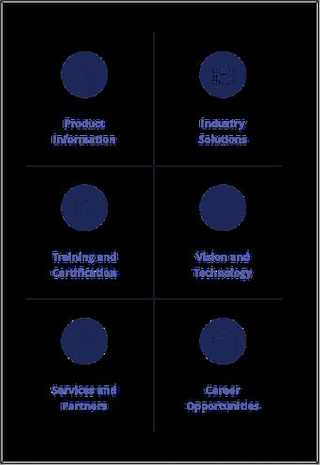 Product
Information
Industry
Solutions
Training and
Certification
Vision and
Technology
Services and
Partners
Career
Opportunities